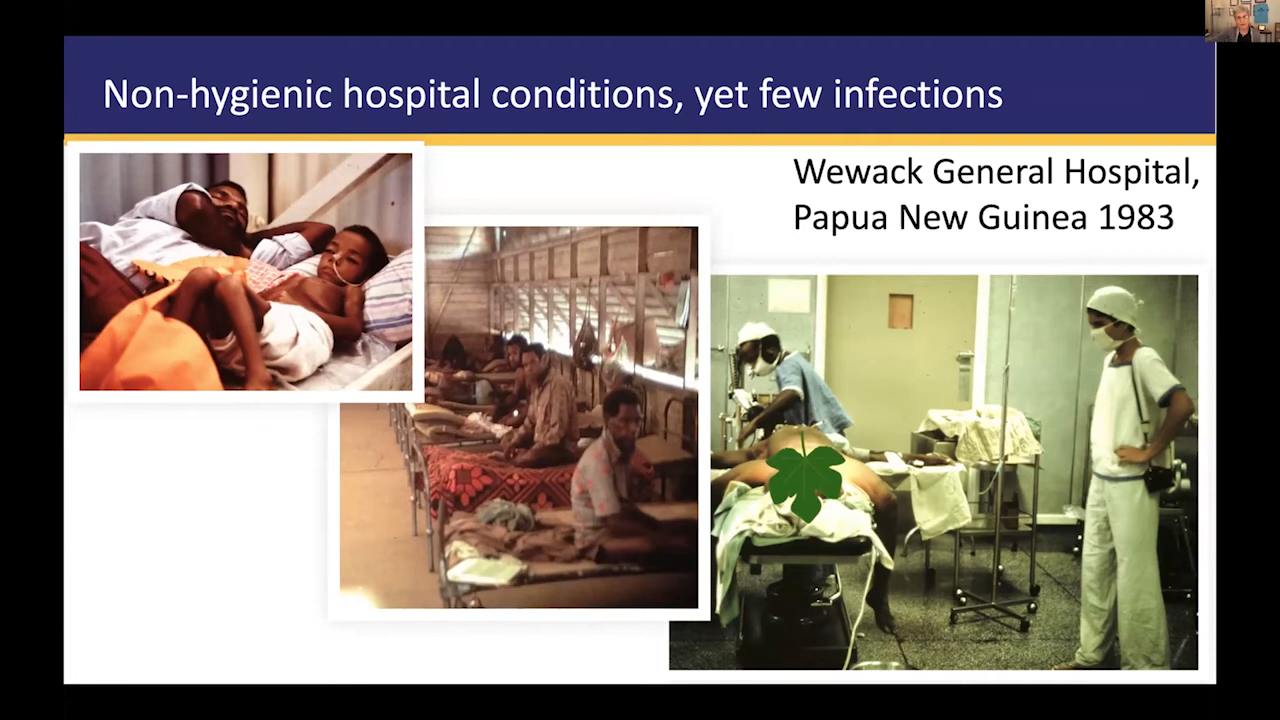 Non-hygienic hospital conditions, yet few infections
Wewack General Hospital,
Papua New Guinea 1983